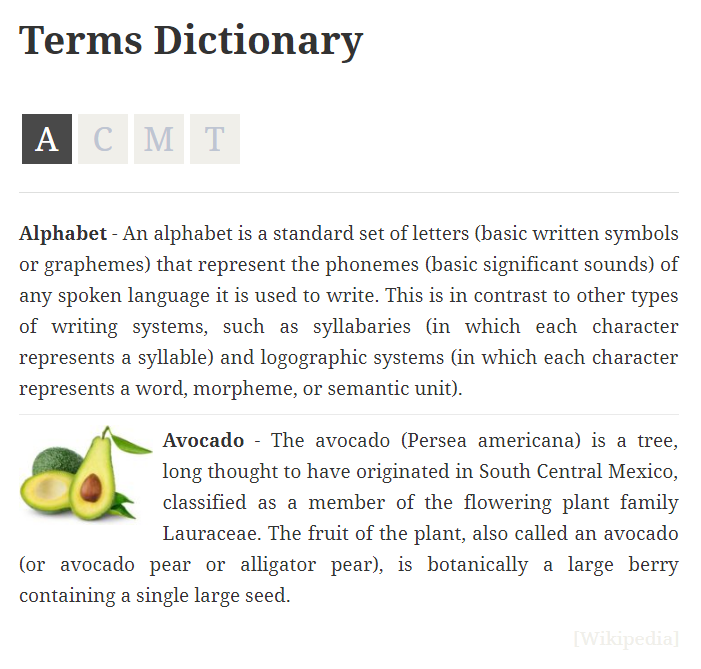 Terms Dictionary
A C M T
Alphabet - An alphabet is a standard set of letters (basic written symbols
or graphemes) that represent the phonemes (basic significant sounds) of
any spoken language it is used to write. This is in contrast to other types
of writing systems, such as syllabaries (in which each character
represents a syllable) and logographic systems (in which each character
represents a word, morpheme, or semantic unit).
Avocado - The avocado (Persea americana) is a tree,
long thought to have originated in South Central Mexico,
classified as a member of the flowering plant family
Lauraceae. The fruit of the plant, also called an avocado
(or avocado pear or alligator pear), is botanically a large berry
containing a single large seed.
[Wikipedia]